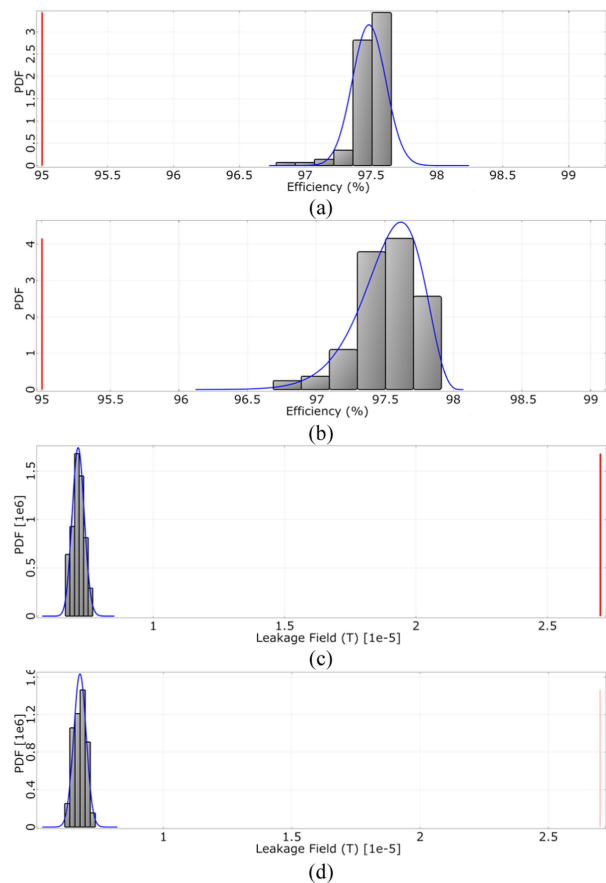 PDF
3
2.5
2
1.5
1
0.5
0
95 95.5 96 96.5 97 97.5 98 98.5 99
Efficiency (%)
(a)
PDF
4
3
2
1
0
95 95.5 96 96.5 97 97.5 98 98.5 99
Efficiency (%)
(b)
PDF [1e6]
1.5
1
0.5
0
1 1.5 2 2.5
Leakage Field (T) [1e-5]
(c)
PDF [1e6]
1.6
1.2
0.8
0.4
0
1 1.5 2 2.5
Leakage Field (T) [1e-5]
(d)